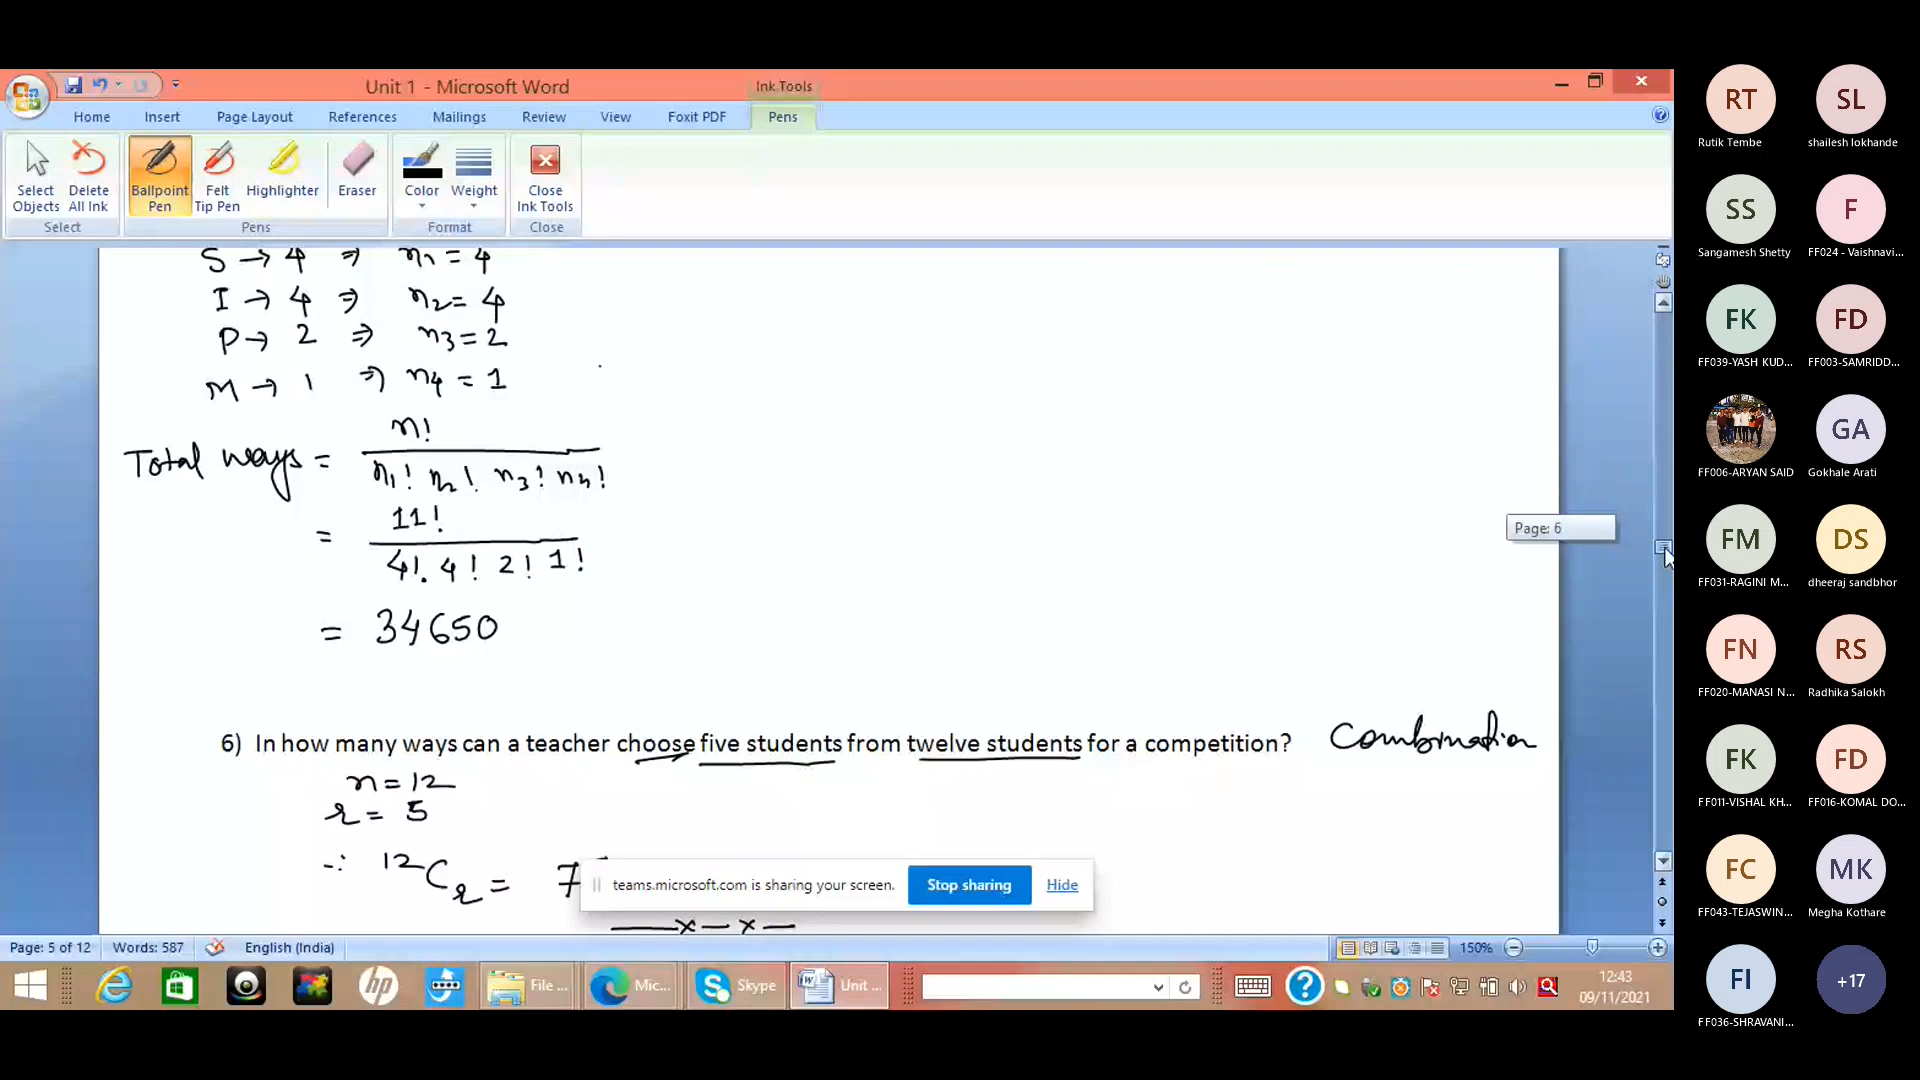 Unit 1 - Microsoft Word
Ink Tools
Home Insert Page Layout References Mailings Review View Foxit PDF Pens
Select Objects Delete All Ink Ballpoint Pen Felt Tip Pen Highlighter Eraser Color Weight Close Ink Tools
Select Pens Format Close
S → 4 ⇒ n1 = 4
I → 4 ⇒ n2 = 4
P → 2 ⇒ n3 = 2
M → 1 ⇒ n4 = 1
n!
Total ways =
n1! n2! n3! n4!
11!
=
4!. 4! 2! 1!
= 34650
Page: 6
6) In how many ways can a teacher choose five students from twelve students for a competition? Combination
n = 12
r = 5
∴ 12Cr = 7
teams.microsoft.com is sharing your screen. Stop sharing Hide
Page: 5 of 12 Words: 587 English (India) 150%
File ... Mic... Skype Unit ...
12:43
09/11/2021
RT SL
Rutik Tembe shailesh lokhande
SS F
Sangamesh Shetty FF024 - Vaishnavi...
FK FD
FF039-YASH KUD... FF003-SAMRIDD...
GA
FF006-ARYAN SAID Gokhale Arati
FM DS
FF031-RAGINI M... dheeraj sandbhor
FN RS
FF020-MANASI N... Radhika Salokh
FK FD
FF011-VISHAL KH... FF016-KOMAL DO...
FC MK
FF043-TEJASWIN... Megha Kothare
FI +17
FF036-SHRAVANI...